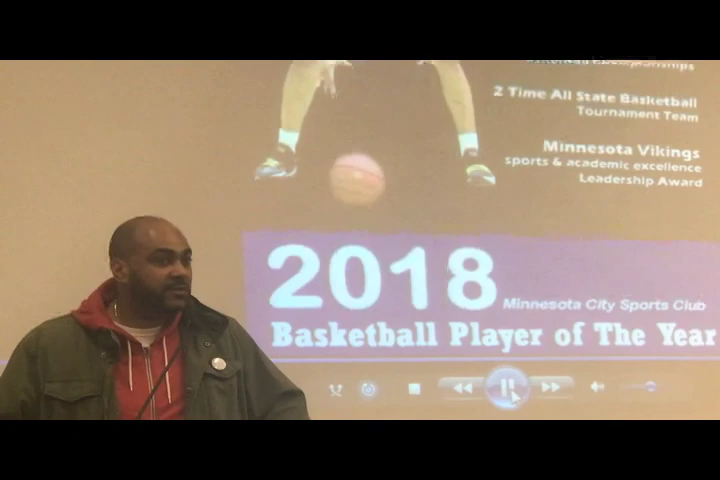 2 Time All State Basketball
Tournament Team
Minnesota Vikings
sports & academic excellence
Leadership Award
2018
Minnesota City Sports Club
Basketball Player of The Year